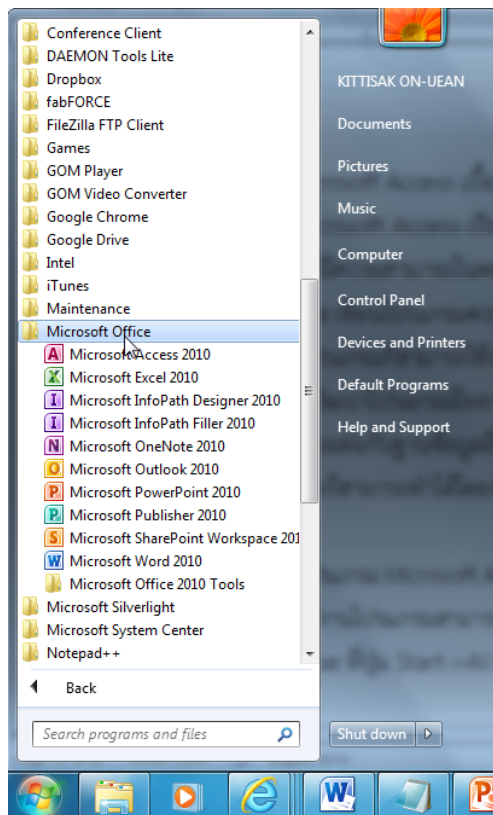 Conference Client
DAEMON Tools Lite
Dropbox
fabFORCE
FileZilla FTP Client
Games
GOM Player
GOM Video Converter
Google Chrome
Google Drive
Intel
iTunes
Maintenance
Microsoft Office
Microsoft Access 2010
Microsoft Excel 2010
Microsoft InfoPath Designer 2010
Microsoft InfoPath Filler 2010
Microsoft OneNote 2010
Microsoft Outlook 2010
Microsoft PowerPoint 2010
Microsoft Publisher 2010
Microsoft SharePoint Workspace 201
Microsoft Word 2010
Microsoft Office 2010 Tools
Microsoft Silverlight
Microsoft System Center
Notepad++
Back
Search programs and files
KITTISAK ON-UEAN
Documents
Pictures
Music
Computer
Control Panel
Devices and Printers
Default Programs
Help and Support
Shut down